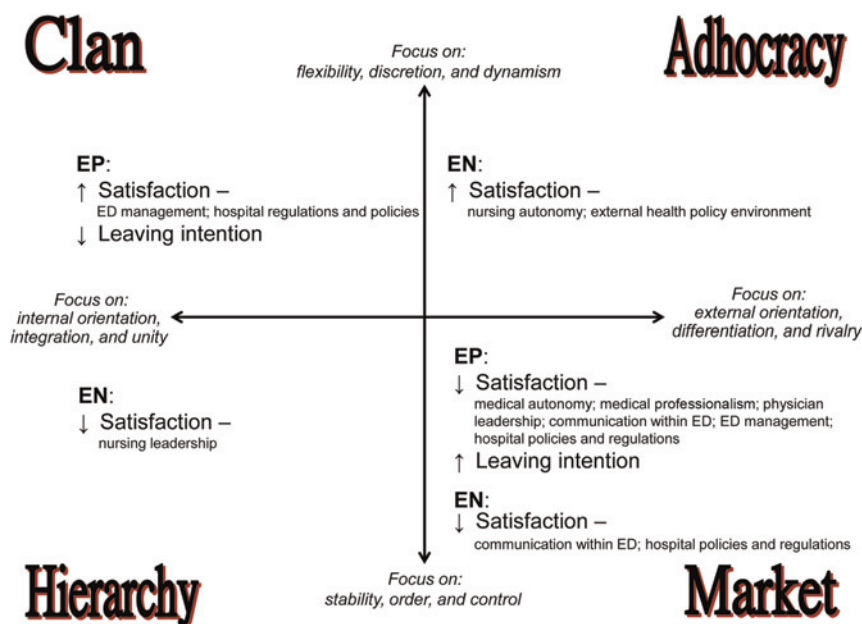 Clan
Adhocracy
Focus on:
flexibility, discretion, and dynamism
EP:
↑ Satisfaction –
ED management; hospital regulations and policies
↓ Leaving intention
EN:
↑ Satisfaction –
nursing autonomy; external health policy environment
Focus on:
internal orientation,
integration, and unity
Focus on:
external orientation,
differentiation, and rivalry
EN:
↓ Satisfaction –
nursing leadership
EP:
↓ Satisfaction –
medical autonomy; medical professionalism; physician
leadership; communication within ED; ED management;
hospital policies and regulations
↑ Leaving intention
EN:
↓ Satisfaction –
communication within ED; hospital policies and regulations
Focus on:
stability, order, and control
Hierarchy
Market